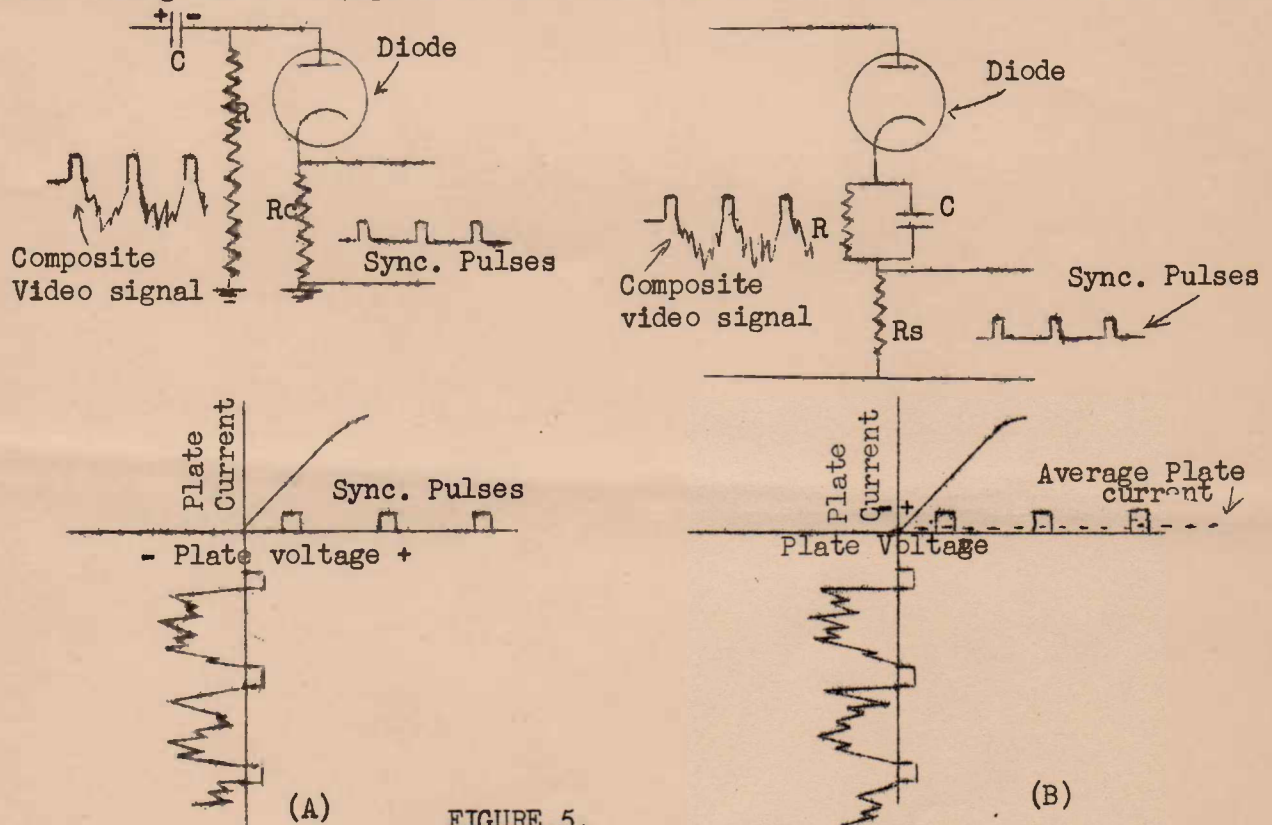 + -
C
Diode
R
Rc
Composite
Video signal
Sync. Pulses
Diode
C
R
Composite
video signal
Rs
Sync. Pulses
Plate
Current
Sync. Pulses
- Plate voltage +
(A)
Plate
Current
- +
Average Plate
current
Plate Voltage
(B)
FIGURE 5.